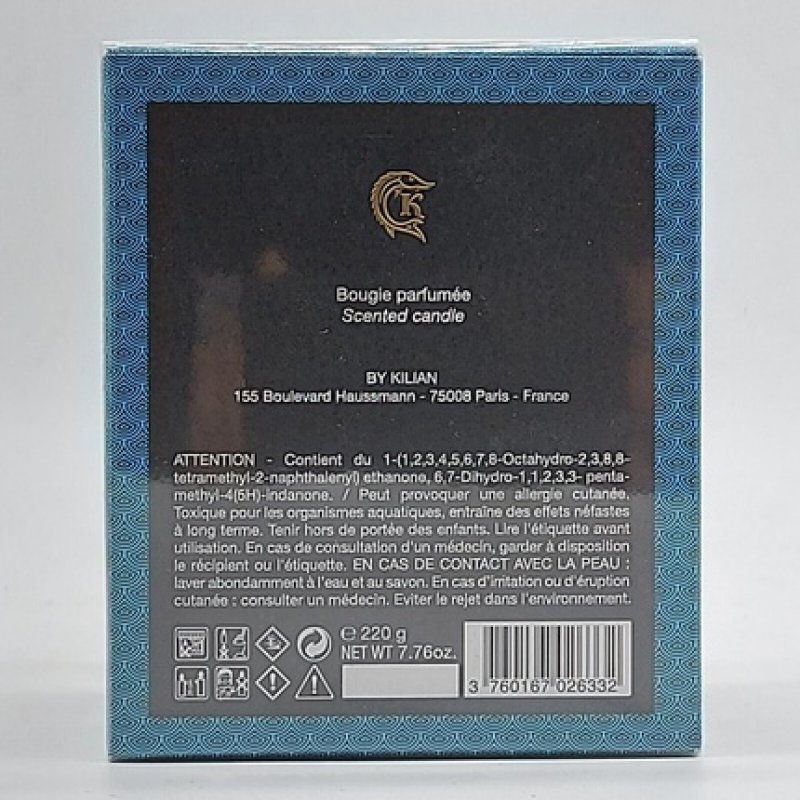 K
Bougie parfumée
Scented candle
BY KILIAN
155 Boulevard Haussmann - 75008 Paris - France
ATTENTION - Contient du 1-(1,2,3,4,5,6,7,8-Octahydro-2,3,8,8-
tetramethyl-2-naphthalenyl) ethanone, 6,7-Dihydro-1,1,2,3,3- penta-
methyl-4(5H)-indanone. / Peut provoquer une allergie cutanée.
Toxique pour les organismes aquatiques, entraîne des effets néfastes
à long terme. Tenir hors de portée des enfants. Lire l'étiquette avant
utilisation. En cas de consultation d'un médecin, garder à disposition
le récipient ou l'étiquette. EN CAS DE CONTACT AVEC LA PEAU :
laver abondamment à l'eau et au savon. En cas d'irritation ou d'éruption
cutanée : consulter un médecin. Eviter le rejet dans l'environnement.
℮ 220 g
NET WT 7.76oz.
3 760167 026332